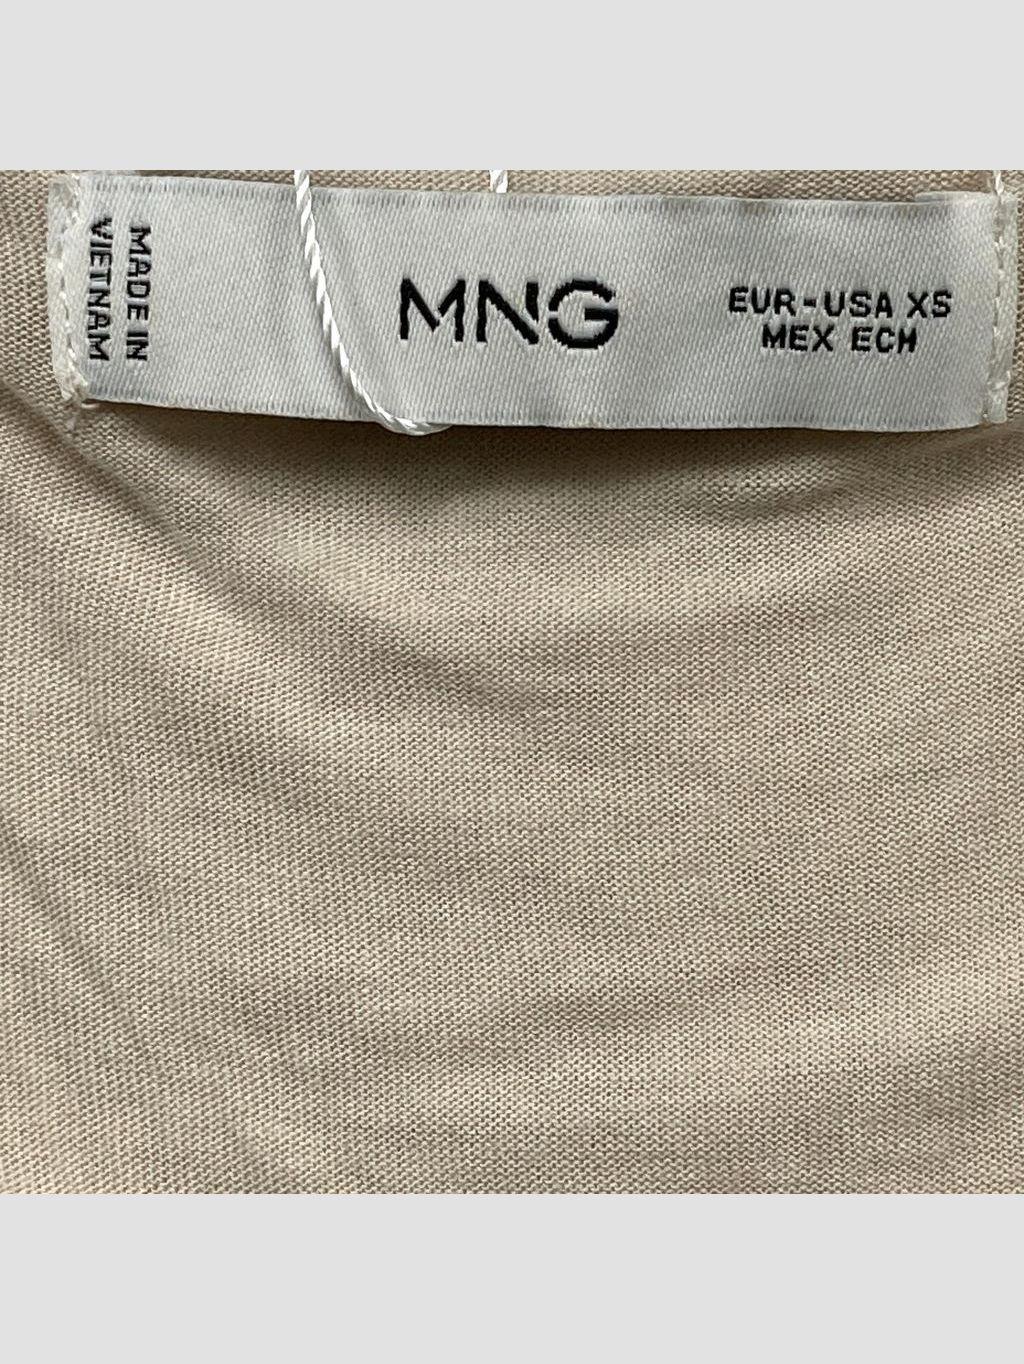 MADE IN
VIETNAM
MNG
EUR-USA XS
MEX ECH